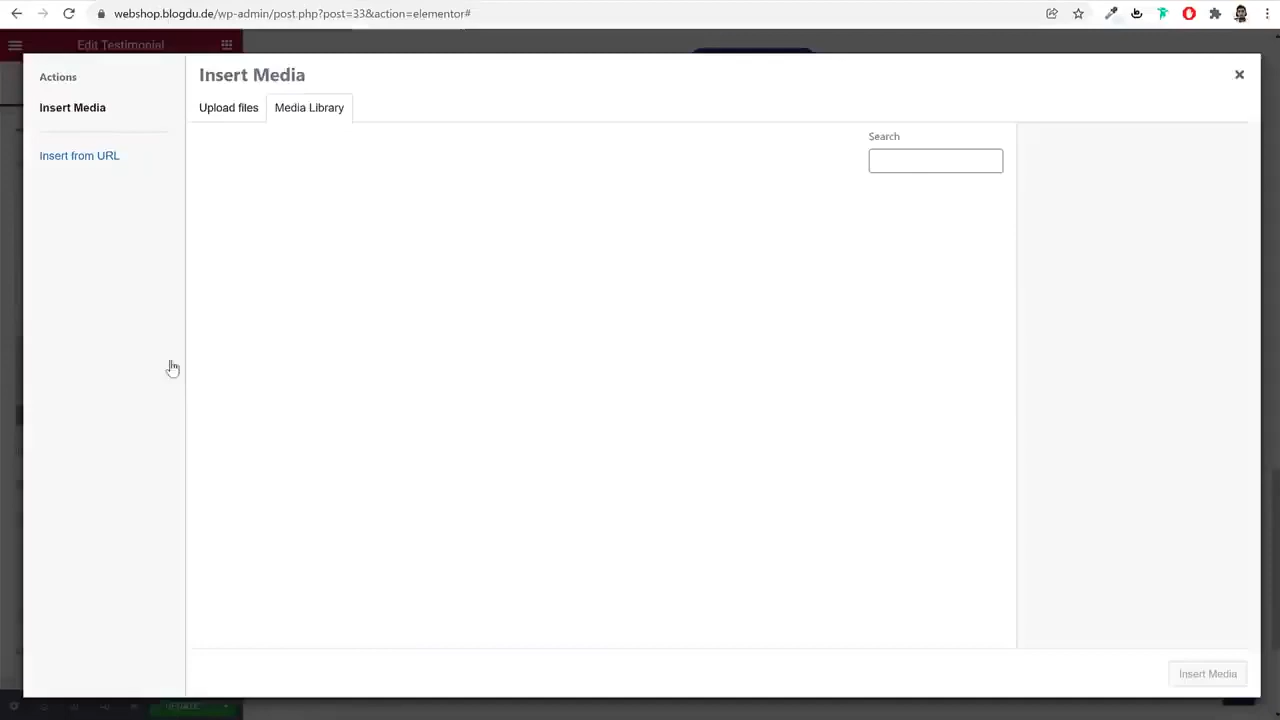 webshop.blogdu.de/wp-admin/post.php?post=33&action=elementor#
Edit Testimonial
Actions
Insert Media
Insert from URL
Insert Media
Upload files
Media Library
Search
Insert Media
UPDATE